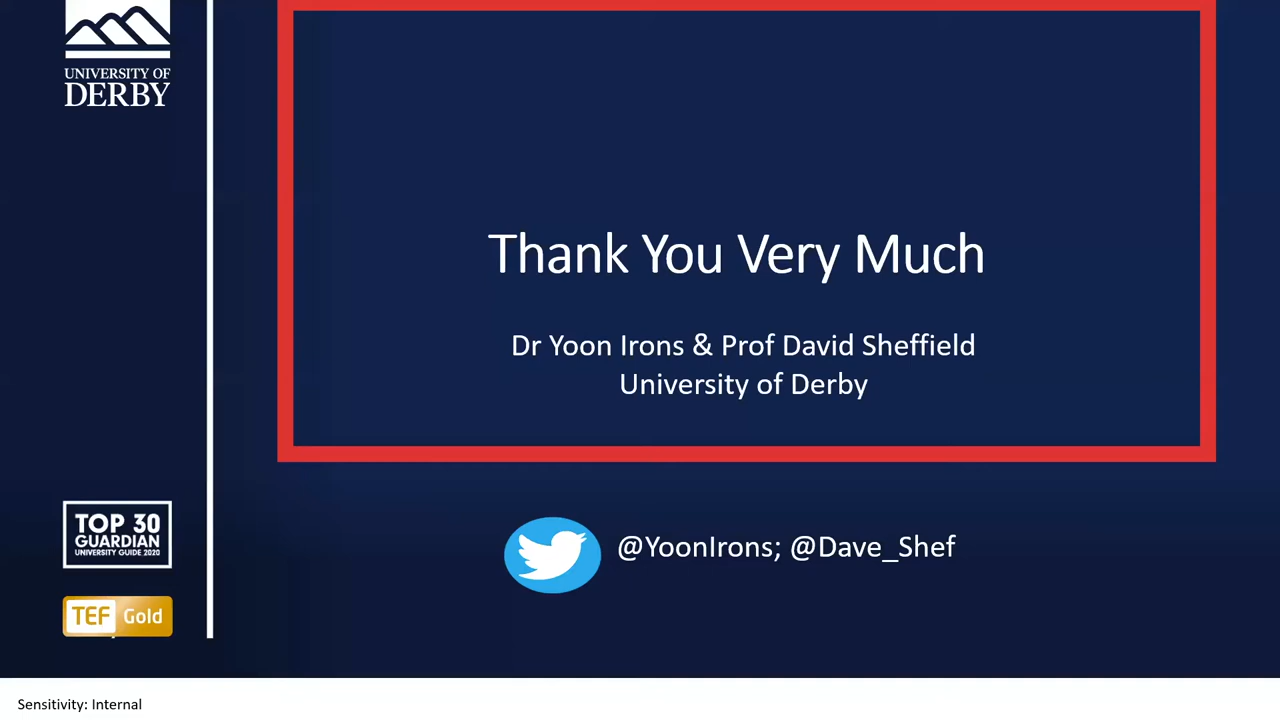 UNIVERSITY OF
DERBY
Thank You Very Much
Dr Yoon Irons & Prof David Sheffield
University of Derby
TOP 30
GUARDIAN
UNIVERSITY GUIDE 2020
@YoonIrons; @Dave_Shef
TEF Gold
Sensitivity: Internal